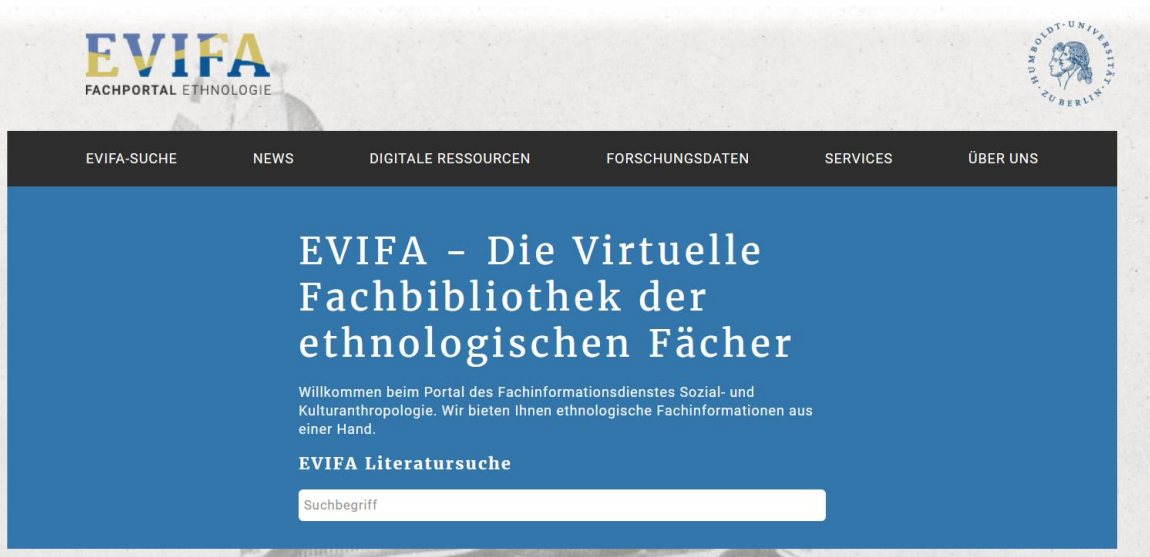 EVIFA
FACHPORTAL ETHNOLOGIE
HUMBOLDT-UNIVERSITÄT · ZU BERLIN ·
EVIFA-SUCHE NEWS DIGITALE RESSOURCEN FORSCHUNGSDATEN SERVICES ÜBER UNS
EVIFA – Die Virtuelle
Fachbibliothek der
ethnologischen Fächer
Willkommen beim Portal des Fachinformationsdienstes Sozial- und
Kulturanthropologie. Wir bieten Ihnen ethnologische Fachinformationen aus
einer Hand.
EVIFA Literatursuche
Suchbegriff